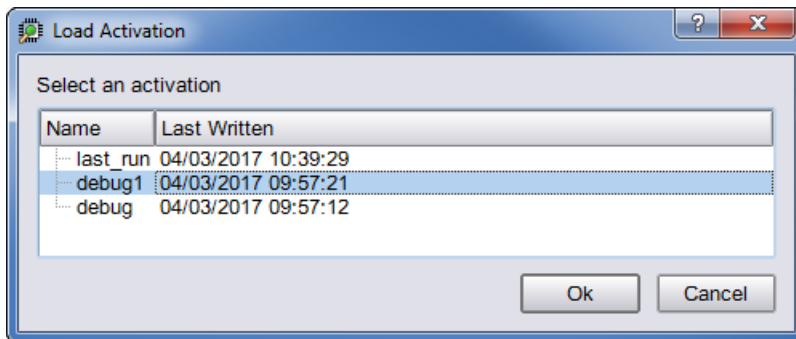 Load Activation
Select an activation
Name Last Written
last_run 04/03/2017 10:39:29
debug1 04/03/2017 09:57:21
debug 04/03/2017 09:57:12
Ok Cancel